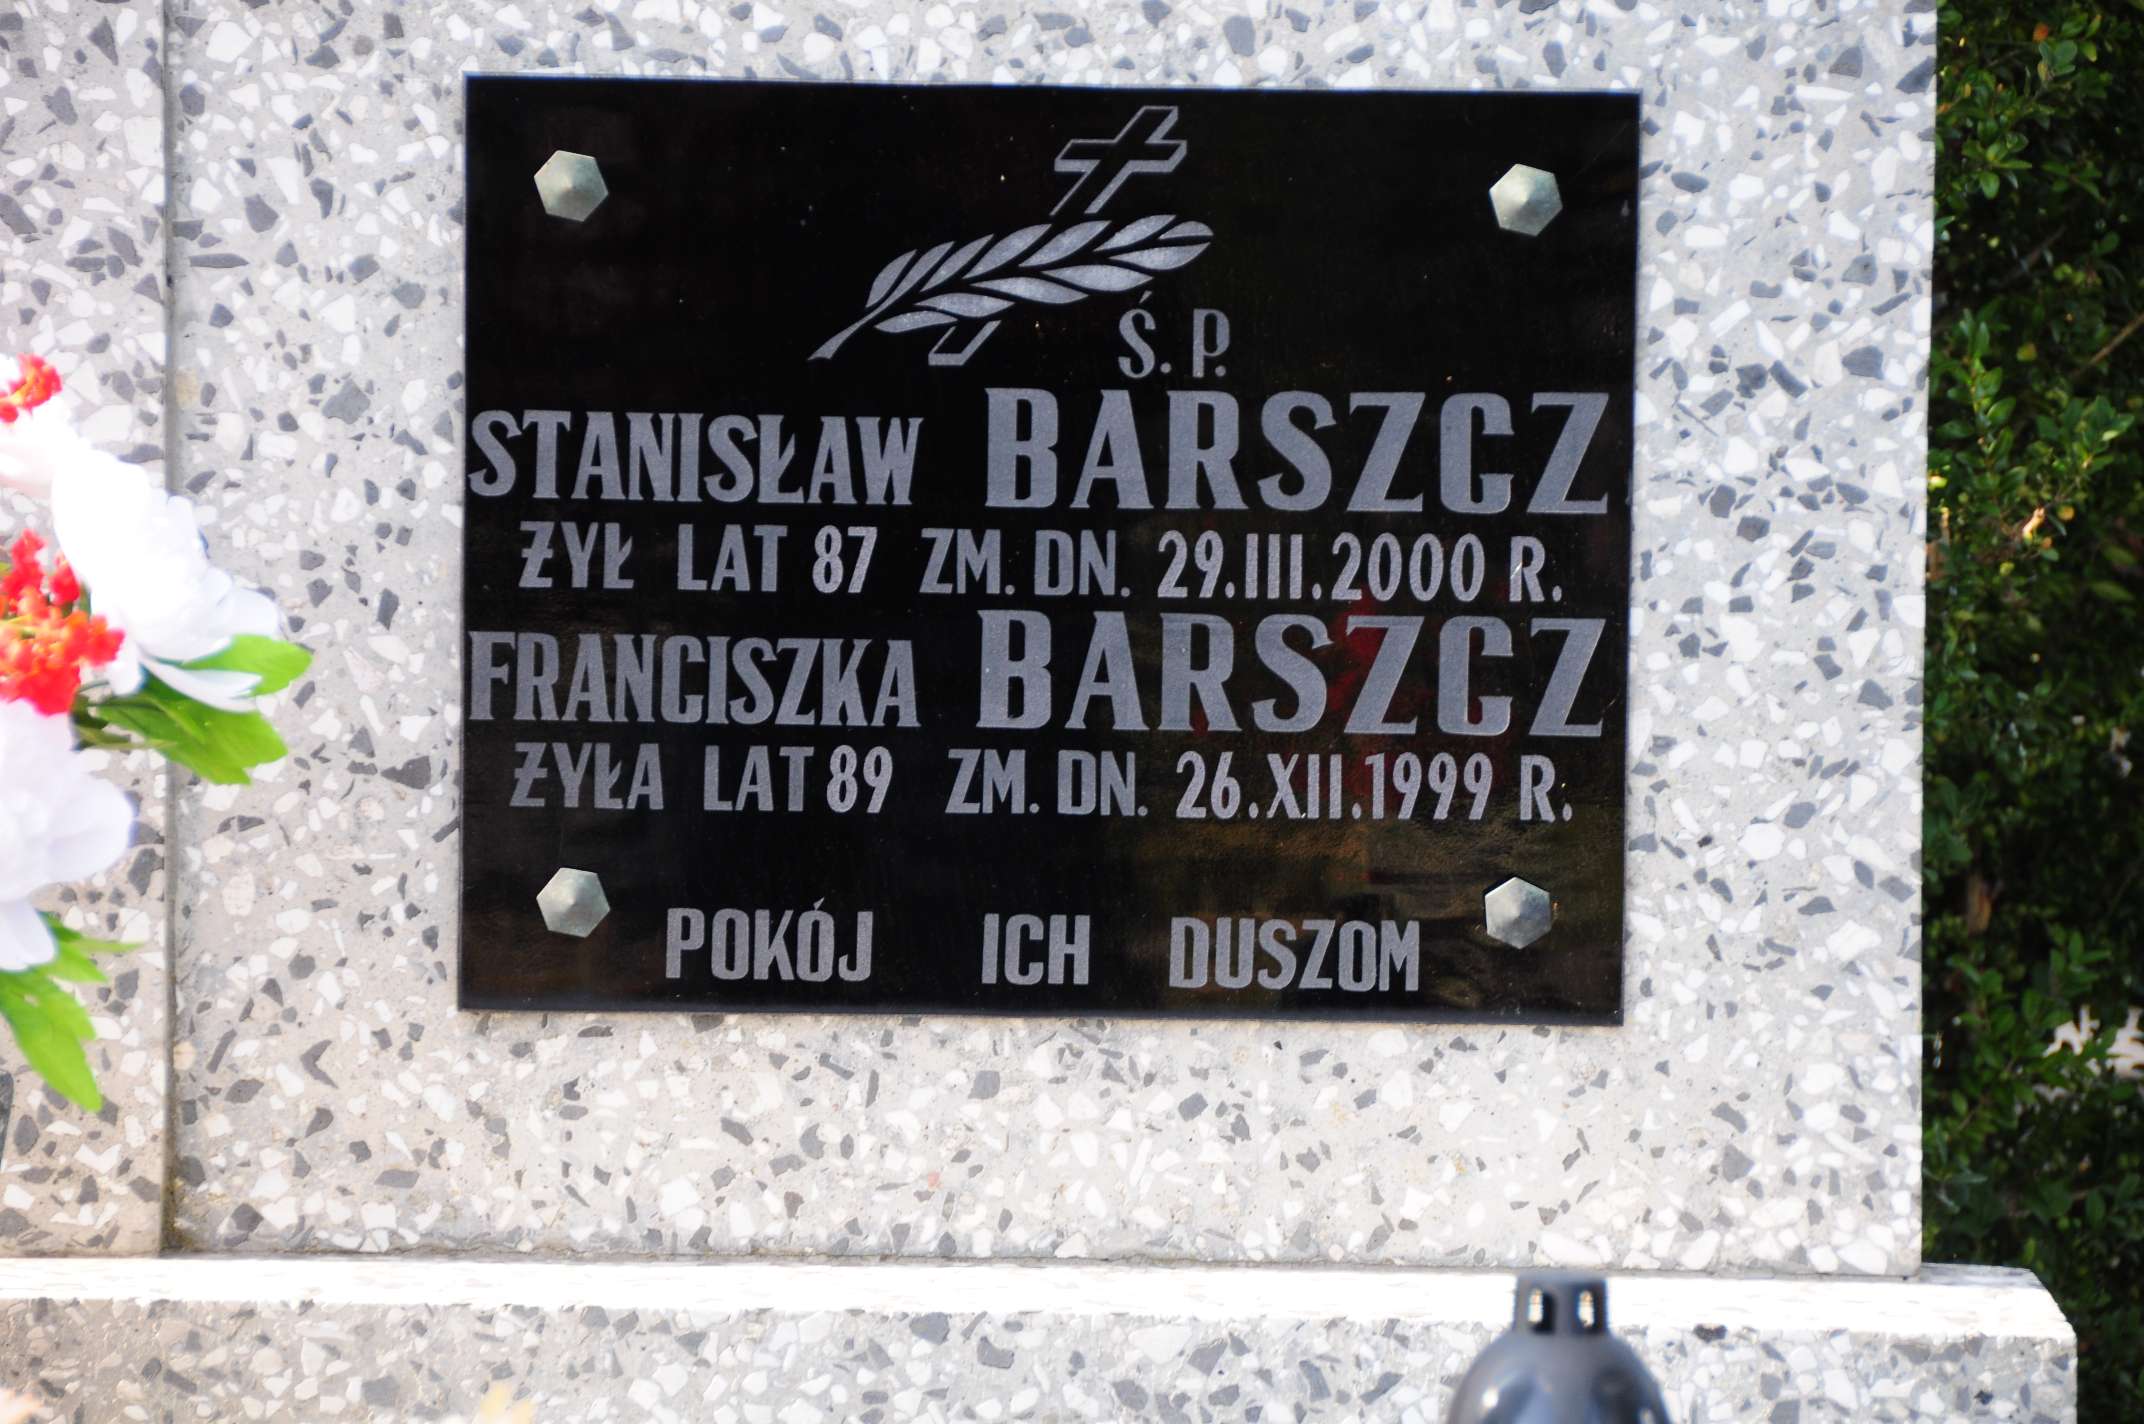 Ś. P.
STANISŁAW BARSZCZ
ŻYŁ LAT 87 ZM. DN. 29.III.2000 R.
FRANCISZKA BARSZCZ
ŻYŁA LAT 89 ZM. DN. 26.XII.1999 R.
POKÓJ ICH DUSZOM